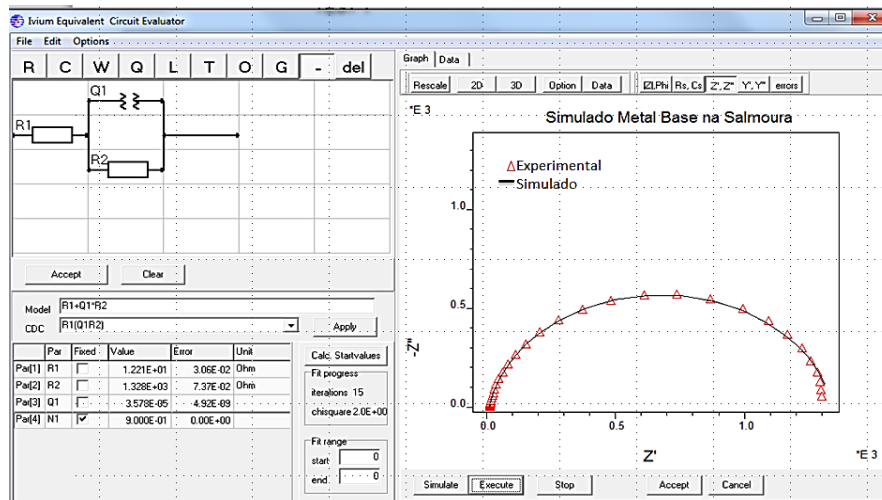 Ivium Equivalent Circuit Evaluator
File Edit Options
R C W Q L T O G - del
Q1
R1
R2
Accept Clear
Model R1+Q1*R2
CDC R1(Q1R2) Apply
Par Fixed Value Error Unit
Par[1] R1 1.221E+01 3.06E-02 Ohm
Par[2] R2 1.328E+03 7.37E-02 Ohm
Par[3] Q1 3.578E-05 4.92E-09
Par[4] N1 9.000E-01 0.00E+00
Calc. Startvalues
Fit progress
iterations 15
chisquare 2.0E+00
Fit range
start 0
end 0
Graph Data
Rescale 2D 3D Option Data |Z|,Phi Rs, Cs Z',Z'' Y',Y'' errors
*E 3
Simulado Metal Base na Salmoura
Experimental
Simulado
1.0
0.5
0.0
-Z''
0.0 0.5 1.0
Z'
*E 3
Simulate Execute Stop Accept Cancel